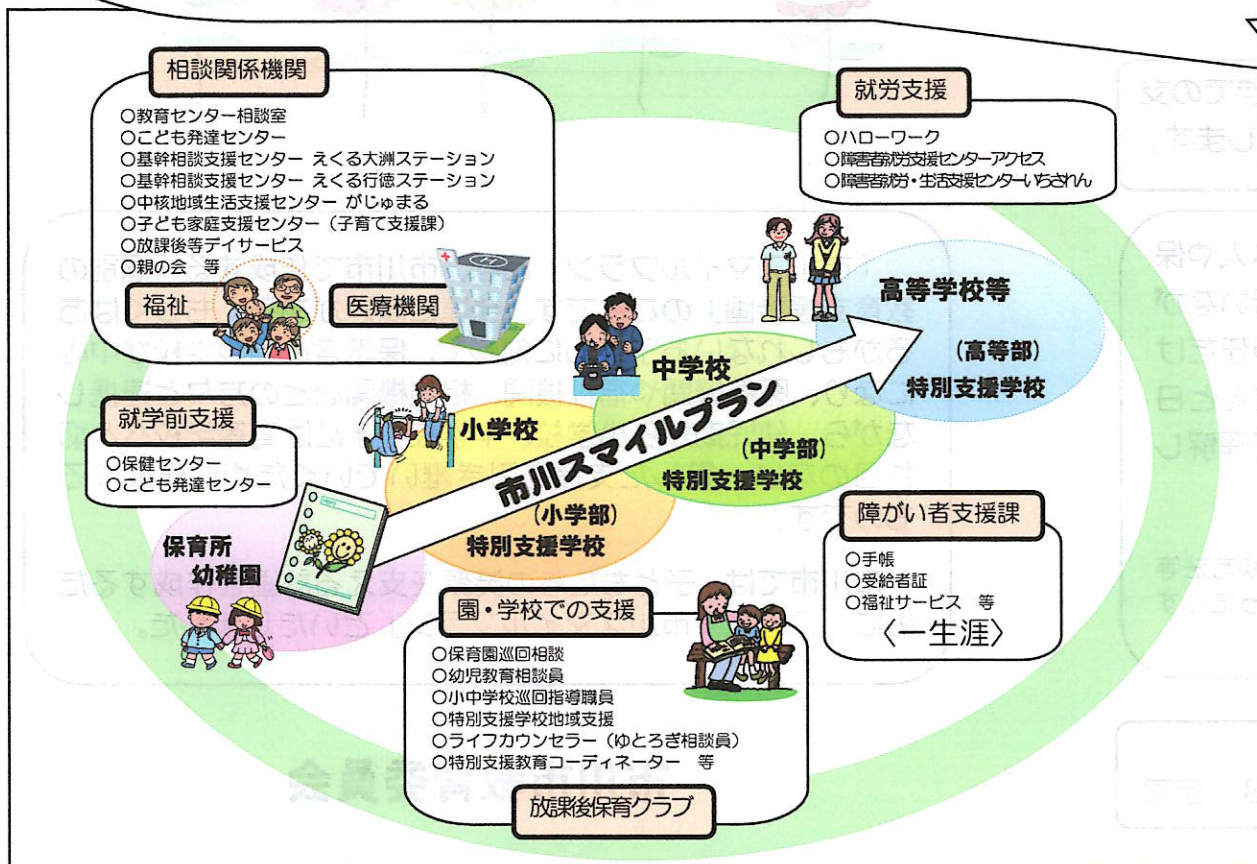 相談関係機関
○教育センター相談室
○こども発達センター
○基幹相談支援センター えくる大洲ステーション
○基幹相談支援センター えくる行徳ステーション
○中核地域生活支援センター がじゅまる
○子ども家庭支援センター（子育て支援課）
○放課後等デイサービス
○親の会　等
福祉
医療機関
就労支援
○ハローワーク
○障害者就労支援センターアクセス
○障害者就労・生活支援センターいちされん
高等学校等
（高等部）
特別支援学校
中学校
（中学部）
特別支援学校
小学校
（小学部）
特別支援学校
市川スマイルプラン
就学前支援
○保健センター
○こども発達センター
保育所
幼稚園
障がい者支援課
○手帳
○受給者証
○福祉サービス　等
〈一生涯〉
園・学校での支援
○保育園巡回相談
○幼児教育相談員
○小中学校巡回指導職員
○特別支援学校地域支援
○ライフカウンセラー（ゆとろぎ相談員）
○特別支援教育コーディネーター　等
放課後保育クラブ